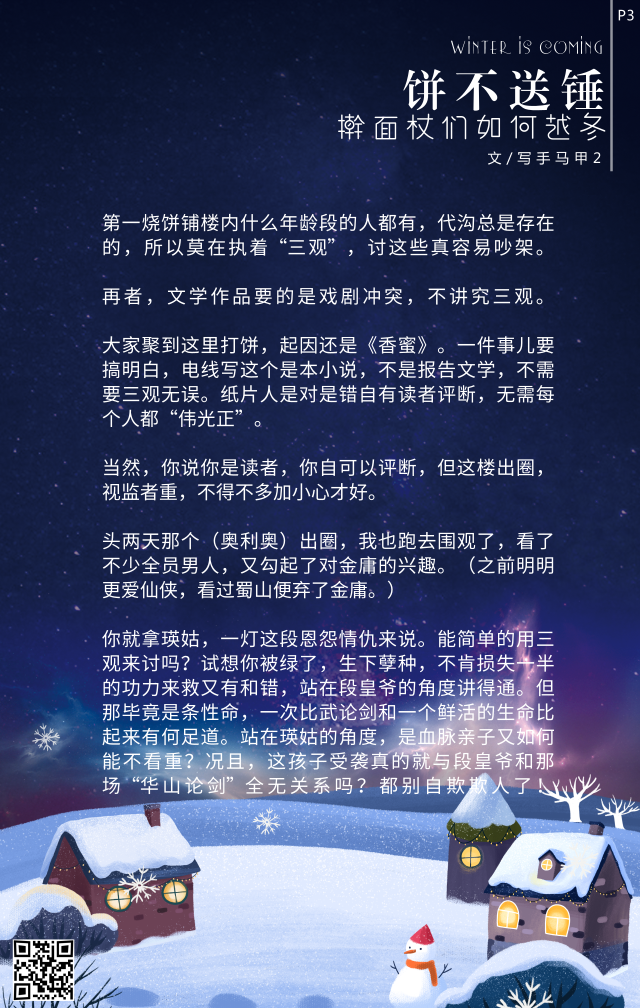 P3
WINTER IS COMING
饼不送锤
擀面杖们如何越冬
文/写手马甲2
第一烧饼铺楼内什么年龄段的人都有，代沟总是存在
的，所以莫在执着“三观”，讨这些真容易吵架。
再者，文学作品要的是戏剧冲突，不讲究三观。
大家聚到这里打饼，起因还是《香蜜》。一件事儿要
搞明白，电线写这个是本小说，不是报告文学，不需
要三观无误。纸片人是对是错自有读者评断，无需每
个人都“伟光正”。
当然，你说你是读者，你自可以评断，但这楼出圈，
视监者重，不得不多加小心才好。
头两天那个（奥利奥）出圈，我也跑去围观了，看了
不少全员男人，又勾起了对金庸的兴趣。（之前明明
更爱仙侠，看过蜀山便弃了金庸。）
你就拿瑛姑，一灯这段恩怨情仇来说。能简单的用三
观来讨吗？试想你被绿了，生下孽种，不肯损失一半
的功力来救又有和错，站在段皇爷的角度讲得通。但
那毕竟是条性命，一次比武论剑和一个鲜活的生命比
起来有何足道。站在瑛姑的角度，是血脉亲子又如何
能不看重？况且，这孩子受袭真的就与段皇爷和那
场“华山论剑”全无关系吗？都别自欺欺人了！